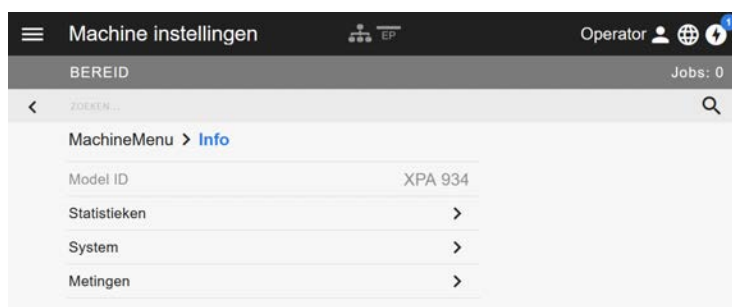 Machine instellingen EP Operator 1
BEREID Jobs: 0
ZOEKEN...
MachineMenu > Info
Model ID XPA 934
Statistieken
System
Metingen